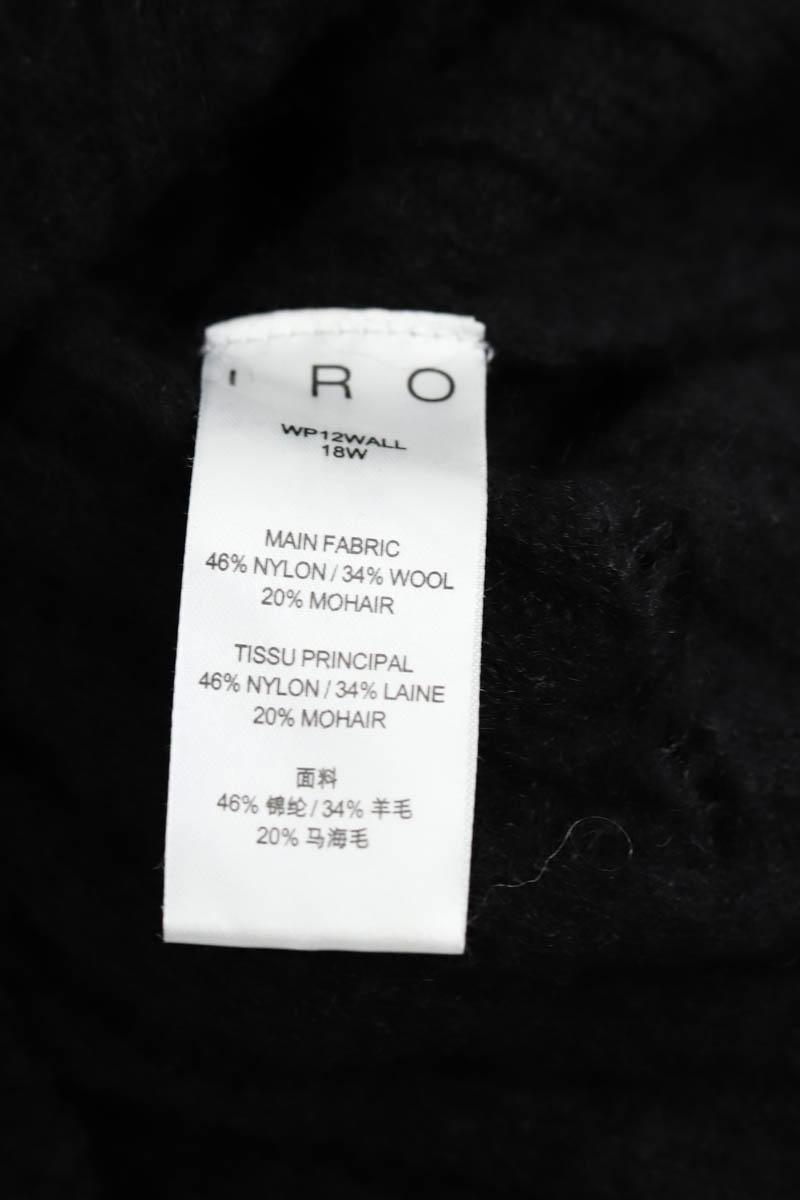 I R O
WP12WALL
18W
MAIN FABRIC
46% NYLON / 34% WOOL
20% MOHAIR
TISSU PRINCIPAL
46% NYLON / 34% LAINE
20% MOHAIR
面料
46% 锦纶 / 34% 羊毛
20% 马海毛